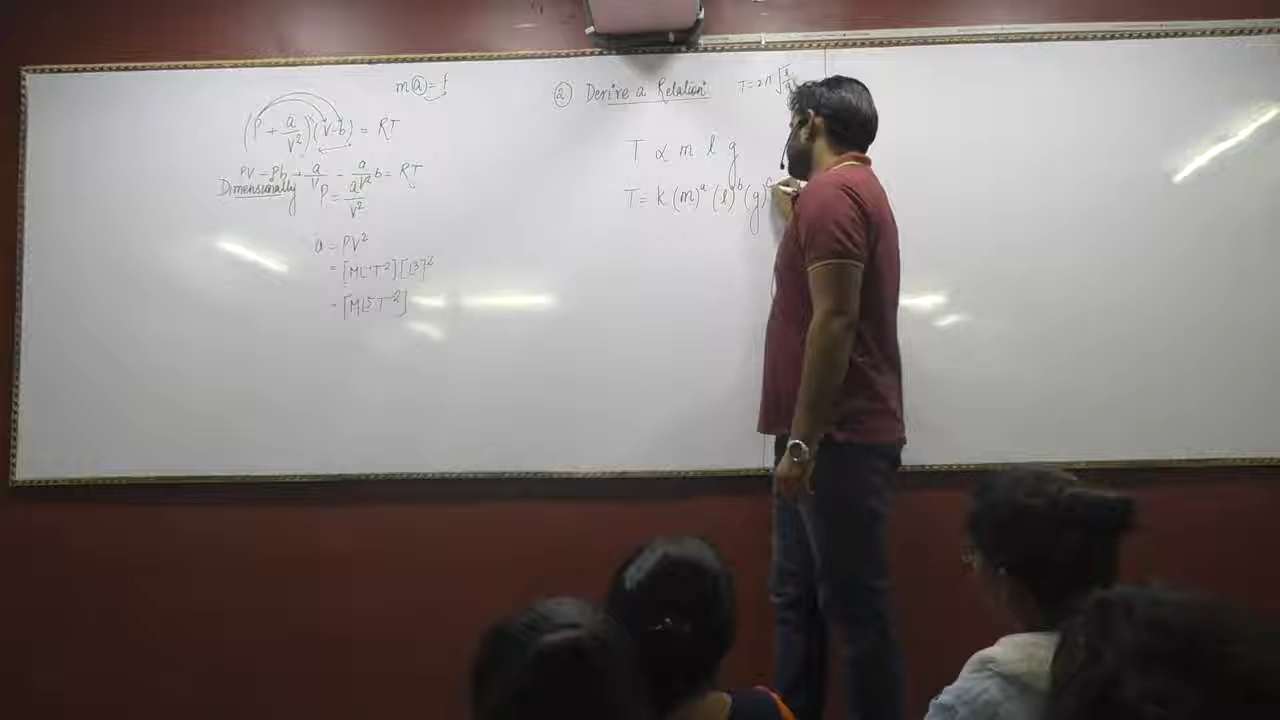 m(a) = f
(P + a/V²)(V-b) = RT
PV - Pb + a/V - a/V² b = RT
Dimensionally P = a/V²
a = PV²
= [ML⁻¹T⁻²][L³]²
= [ML⁵T⁻²]
(2) Derive a Relation T=2π√l/g
T ∝ m l g
T = k (m)ᵃ (l)ᵇ (g)ᶜ